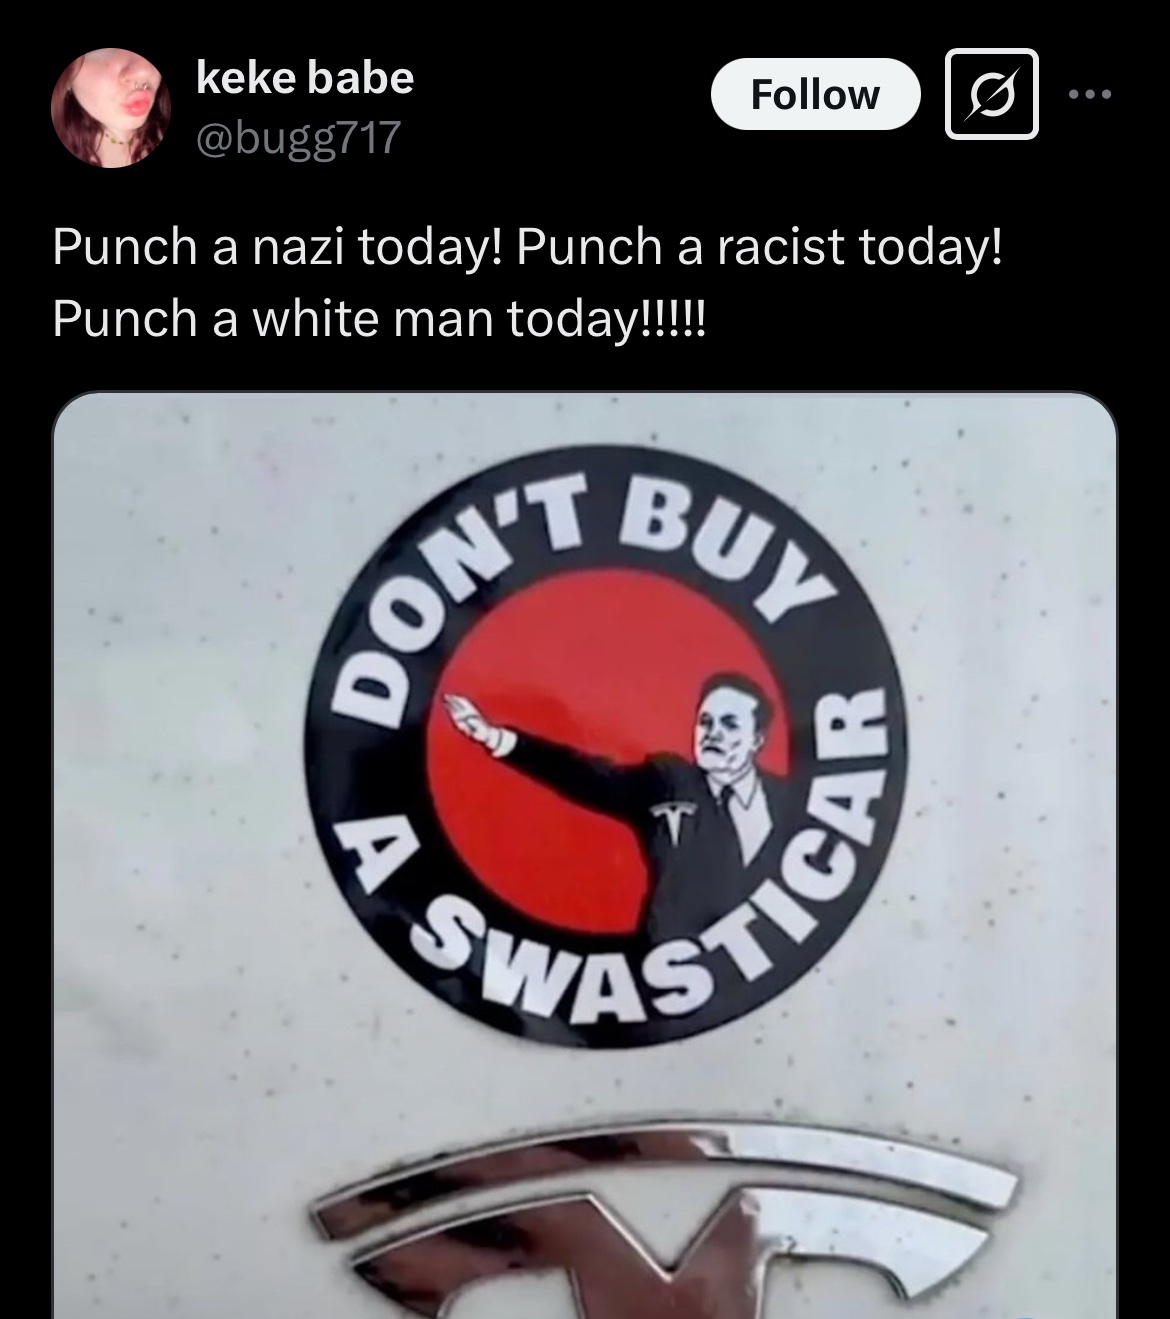 keke babe
Follow
@bugg717
Punch a nazi today! Punch a racist today!
Punch a white man today!!!!!
DON'T BUY
A SWASTICAR